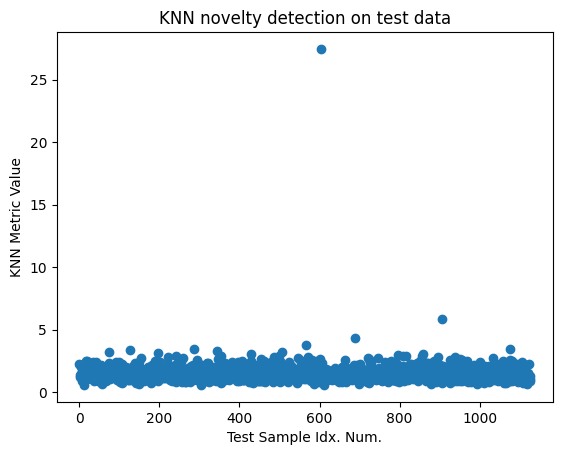 KNN novelty detection on test data
25
20
15
10
5
0
KNN Metric Value
0 200 400 600 800 1000
Test Sample Idx. Num.